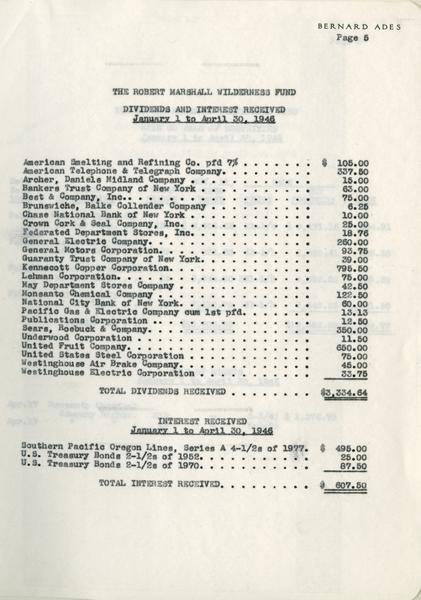 BERNARD ADES
Page 5
THE ROBERT MARSHALL WILDERNESS FUND
DIVIDENDS AND INTEREST RECEIVED
January 1 to April 30, 1946
American Smelting and Refining Co. pfd 7% . . . . . . . . . $ 105.00
American Telephone & Telegraph Company. . . . . . . . . . . 337.50
Archer, Daniels Midland Company . . . . . . . . . . . . . . 15.00
Bankers Trust Company of New York . . . . . . . . . . . . . 63.00
Best & Company, Inc.. . . . . . . . . . . . . . . . . . . . 75.00
Brunswiche, Balke Collender Company . . . . . . . . . . . . 6.25
Chase National Bank of New York . . . . . . . . . . . . . . 10.00
Crown Cork & Seal Company, Inc. . . . . . . . . . . . . . . 25.00
Federated Department Stores, Inc. . . . . . . . . . . . . . 18.76
General Electric Company. . . . . . . . . . . . . . . . . . 260.00
General Motors Corporation. . . . . . . . . . . . . . . . . 93.75
Guaranty Trust Company of New York. . . . . . . . . . . . . 39.00
Kennecott Copper Corporation. . . . . . . . . . . . . . . . 795.50
Lehman Corporation. . . . . . . . . . . . . . . . . . . . . 75.00
May Department Stores Company . . . . . . . . . . . . . . . 42.50
Monsanto Chemical Company . . . . . . . . . . . . . . . . . 122.50
National City Bank of New York. . . . . . . . . . . . . . . 60.00
Pacific Gas & Electric Company cum 1st pfd. . . . . . . . . 13.13
Publications Corporation . . . . . . . . . . . . . . . . . 12.50
Sears, Roebuck & Company. . . . . . . . . . . . . . . . . . 350.00
Underwood Corporation . . . . . . . . . . . . . . . . . . . 11.50
United Fruit Company. . . . . . . . . . . . . . . . . . . . 650.00
United States Steel Corporation . . . . . . . . . . . . . . 75.00
Westinghouse Air Brake Company. . . . . . . . . . . . . . . 45.00
Westinghouse Electric Corporation . . . . . . . . . . . . . 33.75
TOTAL DIVIDENDS RECEIVED . . . . . . . . . . $3,334.64
INTEREST RECEIVED
January 1 to April 30, 1946
Southern Pacific Oregon Lines, Series A 4-1/2s of 1977. $ 495.00
U.S. Treasury Bonds 2-1/2s of 1952. . . . . . . . . . . . 25.00
U.S. Treasury Bonds 2-1/2s of 1970. . . . . . . . . . . . 87.50
TOTAL INTEREST RECEIVED. . . . . . . . . . . $ 607.50